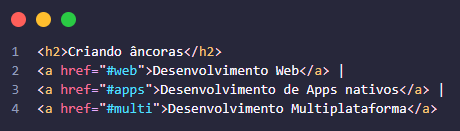 1 <h2>Criando âncoras</h2>
2 <a href="#web">Desenvolvimento Web</a> |
3 <a href="#apps">Desenvolvimento de Apps nativos</a> |
4 <a href="#multi">Desenvolvimento Multiplataforma</a>